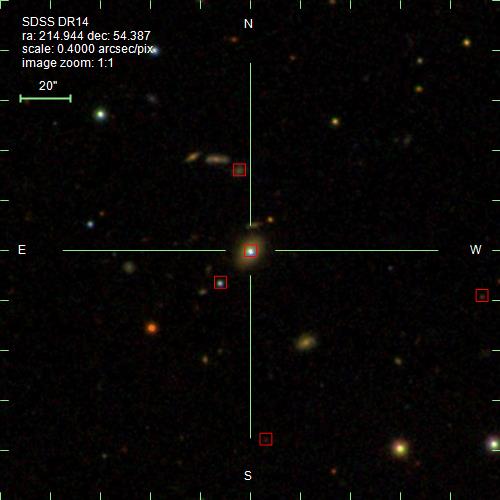 SDSS DR14
ra: 214.944 dec: 54.387
scale: 0.4000 arcsec/pix
image zoom: 1:1
20"
N
E
W
S